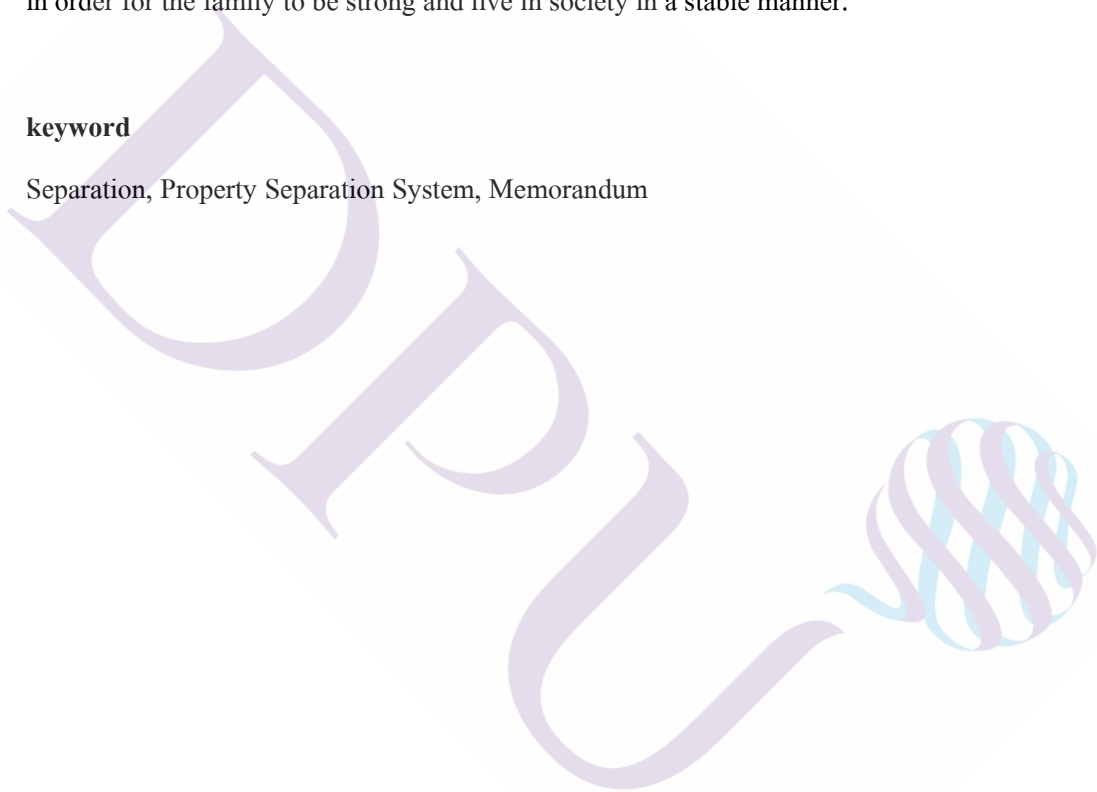 in order for the family to be strong and live in society in a stable manner.
keyword
Separation, Property Separation System, Memorandum
DPU